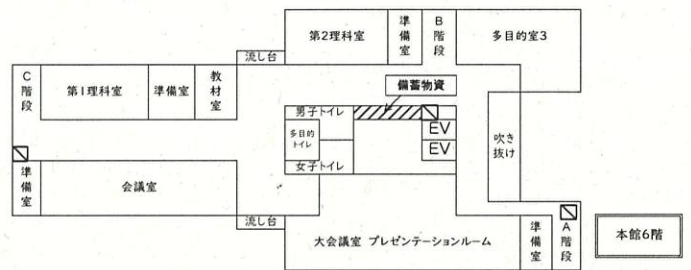 第2理科室
準備室
B階段
多目的室3
流し台
C階段
第1理科室
準備室
教材室
備蓄物資
男子トイレ
多目的
トイレ
女子トイレ
EV
EV
吹き
抜け
準備室
会議室
流し台
大会議室 プレゼンテーションルーム
準備室
A階段
本館6階